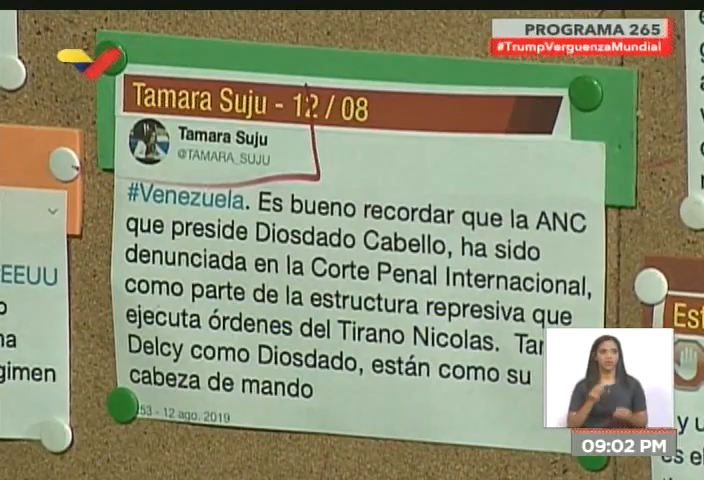 PROGRAMA 265
#TrumpVerguenzaMundial
Tamara Suju - 12 / 08
Tamara Suju
@TAMARA_SUJU
#Venezuela. Es bueno recordar que la ANC
que preside Diosdado Cabello, ha sido
denunciada en la Corte Penal Internacional,
como parte de la estructura represiva que
ejecuta órdenes del Tirano Nicolas.
Delcy como Diosdado, están como su
cabeza de mando
53 - 12 ago. 2019
EEUU
09:02 PM